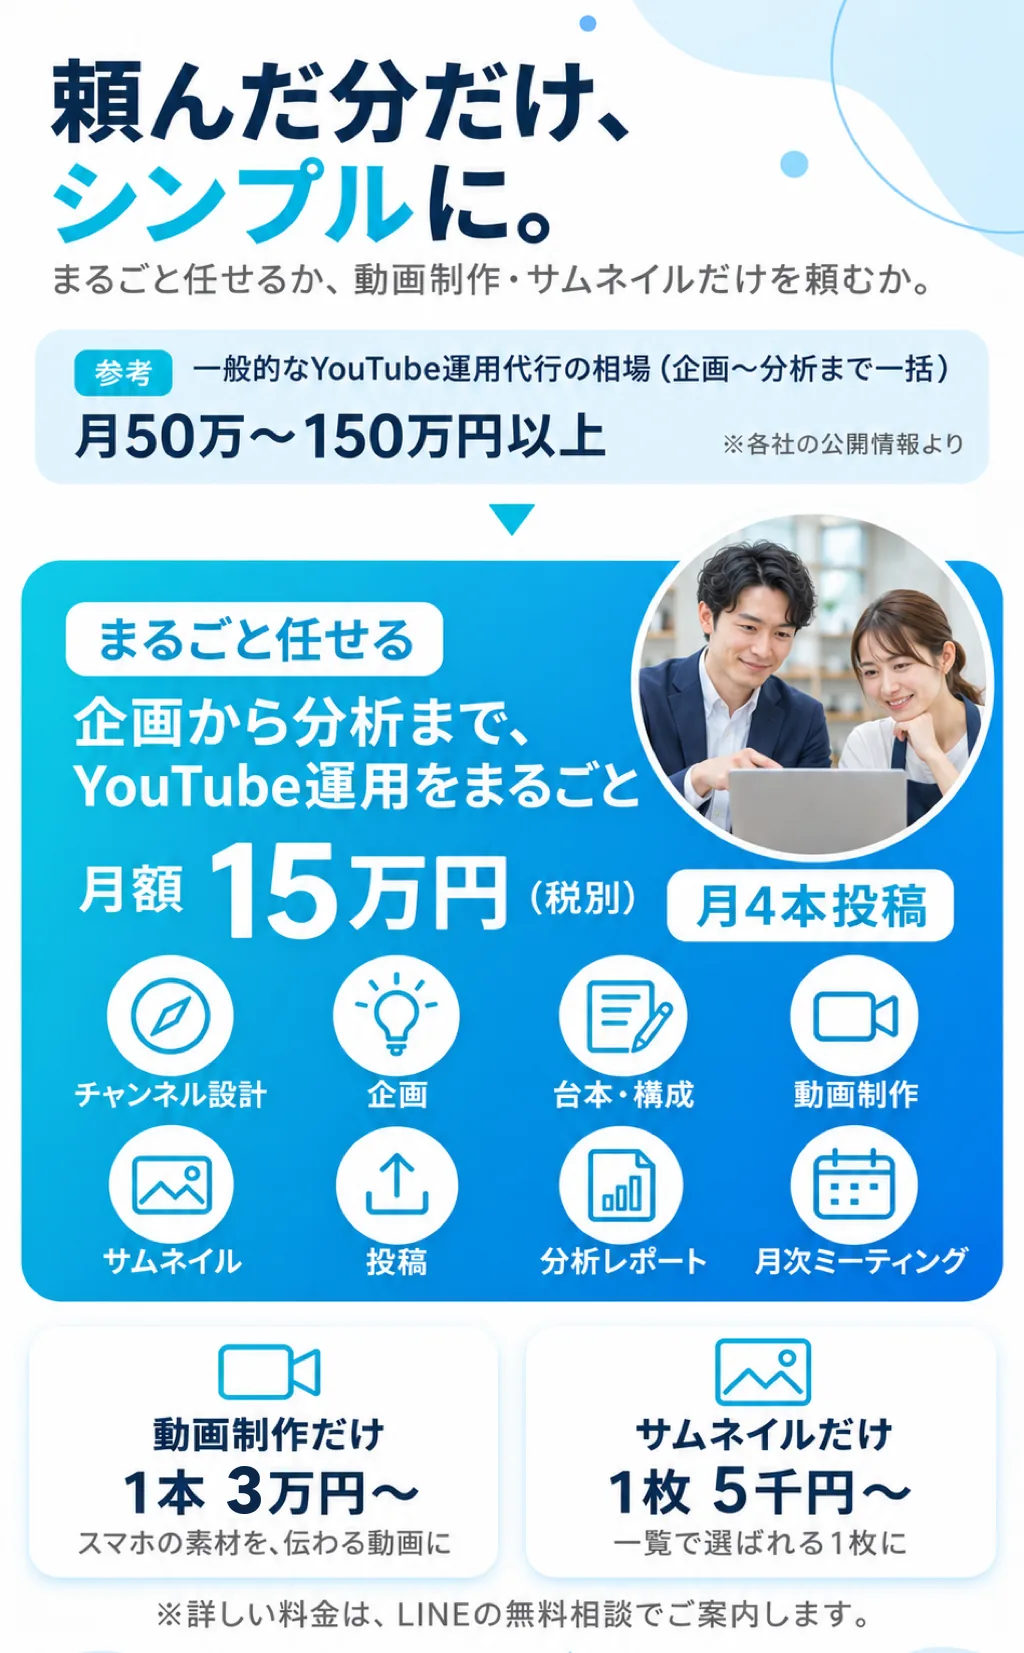 頼んだ分だけ、
シンプルに。
まるごと任せるか、動画制作・サムネイルだけを頼むか。
参考 一般的なYouTube運用代行の相場（企画〜分析まで一括）
月50万〜150万円以上 ※各社の公開情報より
まるごと任せる
企画から分析まで、
YouTube運用をまるごと
月額 15万円（税別） 月4本投稿
チャンネル設計 企画 台本・構成 動画制作
サムネイル 投稿 分析レポート 月次ミーティング
動画制作だけ
1本 3万円〜
スマホの素材を、伝わる動画に
サムネイルだけ
1枚 5千円〜
一覧で選ばれる1枚に
※詳しい料金は、LINEの無料相談でご案内します。